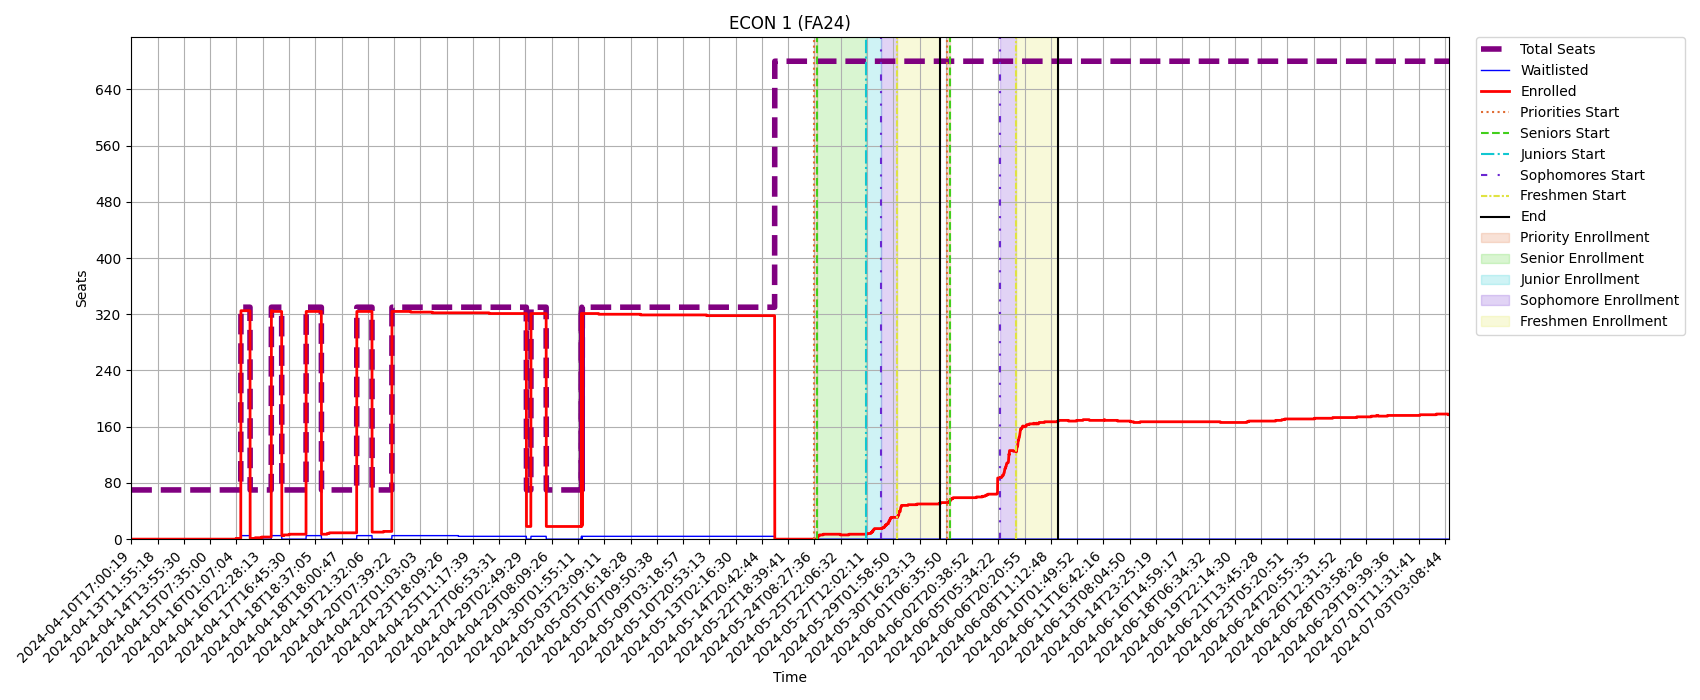 ECON 1 (FA24)
Seats
640
560
480
400
320
240
160
80
0
2024-04-10T17:00:19
2024-04-13T11:55:18
2024-04-14T13:55:30
2024-04-15T07:35:00
2024-04-16T01:07:04
2024-04-16T22:28:13
2024-04-17T16:45:30
2024-04-18T18:37:05
2024-04-18T18:00:47
2024-04-19T21:32:06
2024-04-20T07:39:22
2024-04-22T01:03:03
2024-04-23T18:09:26
2024-04-25T11:17:39
2024-04-27T06:53:31
2024-04-29T02:49:29
2024-04-29T08:09:26
2024-04-30T01:55:11
2024-05-03T23:09:11
2024-05-05T16:18:28
2024-05-07T09:50:38
2024-05-09T03:18:57
2024-05-10T20:53:13
2024-05-13T02:16:30
2024-05-14T20:42:44
2024-05-22T18:39:41
2024-05-24T08:27:36
2024-05-25T22:06:32
2024-05-27T12:02:11
2024-05-29T01:58:50
2024-05-30T16:23:13
2024-06-01T06:35:50
2024-06-02T20:38:52
2024-06-05T05:34:22
2024-06-06T20:20:55
2024-06-08T11:12:48
2024-06-10T01:49:52
2024-06-11T16:42:16
2024-06-13T08:04:50
2024-06-14T23:25:19
2024-06-16T14:59:17
2024-06-18T06:34:32
2024-06-19T22:14:30
2024-06-21T13:45:28
2024-06-23T05:20:51
2024-06-24T20:55:35
2024-06-26T12:31:52
2024-06-28T03:58:26
2024-06-29T19:39:36
2024-07-01T11:31:41
2024-07-03T03:08:44
Time
Total Seats
Waitlisted
Enrolled
Priorities Start
Seniors Start
Juniors Start
Sophomores Start
Freshmen Start
End
Priority Enrollment
Senior Enrollment
Junior Enrollment
Sophomore Enrollment
Freshmen Enrollment